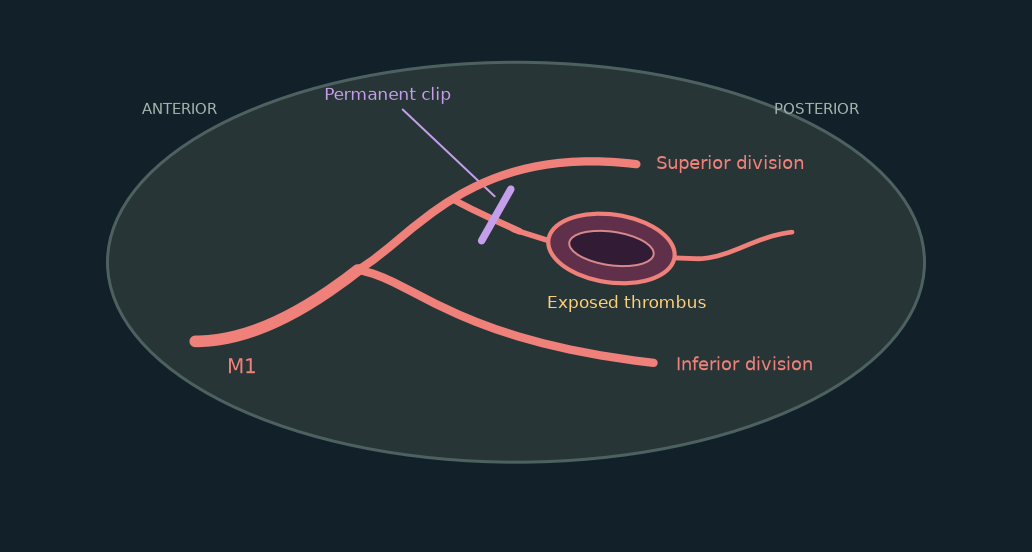 Permanent clip
ANTERIOR
POSTERIOR
Superior division
Exposed thrombus
M1
Inferior division